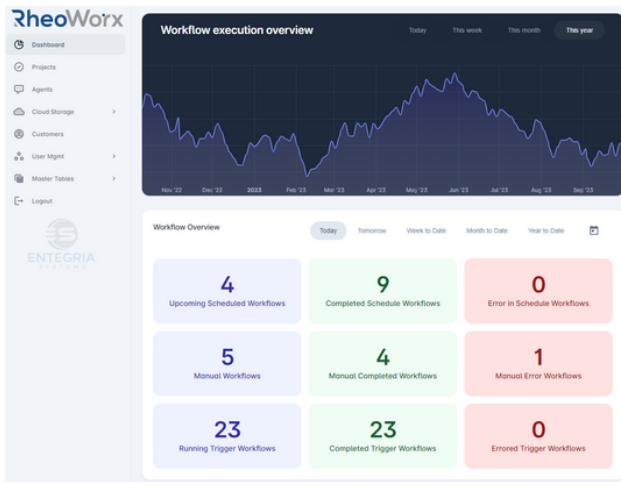 RheoWorx
Dashboard
Projects
Agents
Cloud Storage
Customers
User Mgmt
Master Tables
Logout
ENTEGRIA
SYSTEMS
Workflow execution overview
Today This week This month This year
Nov '22 Dec '22 2023 Feb '23 Mar '23 Apr '23 May '23 Jun '23 Jul '23 Aug '23 Sep '23
Workflow Overview
Today Tomorrow Week to Date Month to Date Year to Date
4 9 0
Upcoming Scheduled Workflows Completed Schedule Workflows Error in Schedule Workflows
5 4 1
Manual Workflows Manual Completed Workflows Manual Error Workflows
23 23 0
Running Trigger Workflows Completed Trigger Workflows Errored Trigger Workflows